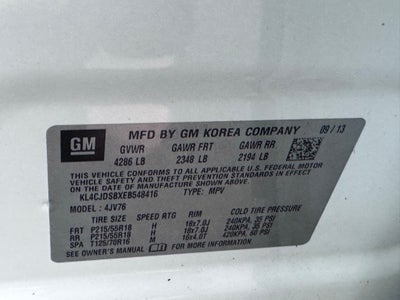 GM
MFD BY GM KOREA COMPANY 09/13
GVWR GAWR FRT GAWR RR
4286 LB 2348 LB 2194 LB
THIS VEHICLE CONFORMS TO ALL APPLICABLE U.S. FEDERAL MOTOR
VEHICLE SAFETY, BUMPER, AND THEFT PREVENTION STANDARDS
IN EFFECT ON THE DATE OF MANUFACTURE SHOWN ABOVE.
KL4CJDSBXEB548416 TYPE: MPV
MODEL: 4JV76
TIRE SIZE RIM COLD TIRE PRESSURE
FRT P215/55R18 18x7.0J 240KPA, 35 PSI
RR P215/55R18 18x7.0J 240KPA, 35 PSI
SPA T125/70R16 16x4.0T 420KPA, 60 PSI
SEE OWNER'S MANUAL FOR ADDITIONAL INFORMATION.